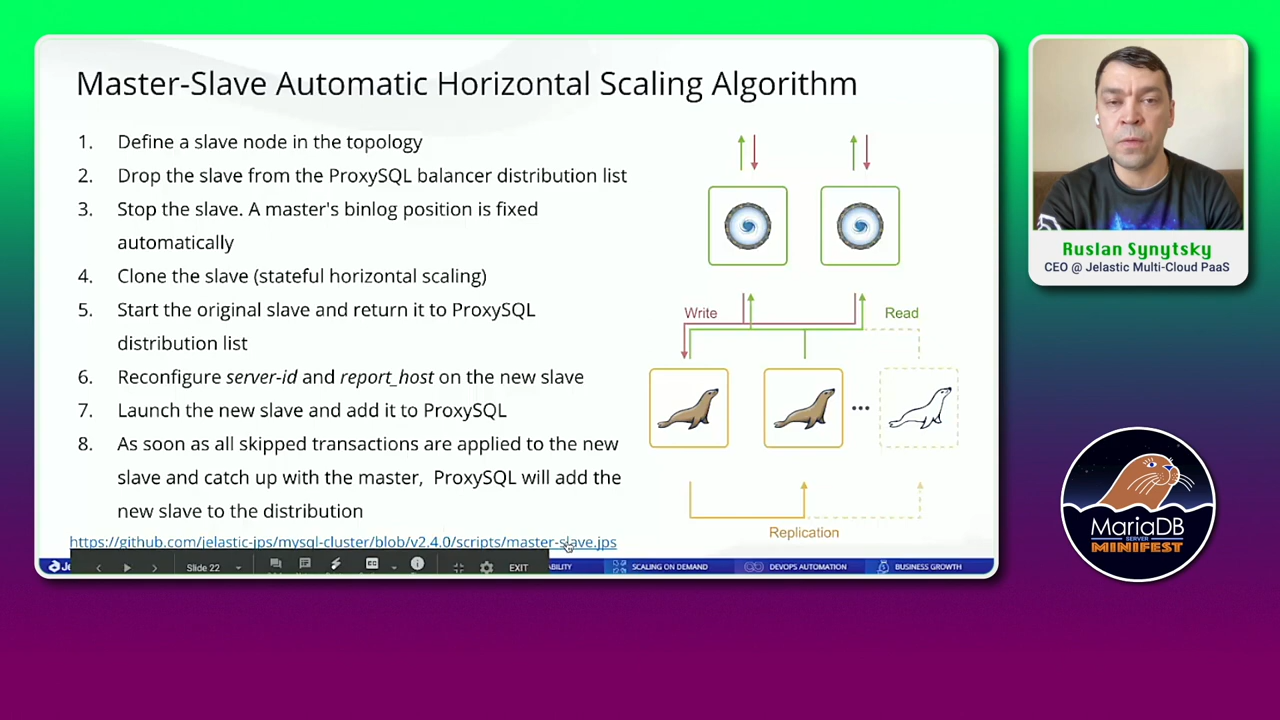 Master-Slave Automatic Horizontal Scaling Algorithm
1. Define a slave node in the topology
2. Drop the slave from the ProxySQL balancer distribution list
3. Stop the slave. A master's binlog position is fixed
automatically
4. Clone the slave (stateful horizontal scaling)
5. Start the original slave and return it to ProxySQL
distribution list
6. Reconfigure server-id and report_host on the new slave
7. Launch the new slave and add it to ProxySQL
8. As soon as all skipped transactions are applied to the new
slave and catch up with the master, ProxySQL will add the
new slave to the distribution
https://github.com/jelastic-jps/mysql-cluster/blob/v2.4.0/scripts/master-slave.jps
Write
Read
...
Replication
Slide 22
CC
EXIT
SCALING ON DEMAND
DEVOPS AUTOMATION
BUSINESS GROWTH
Ruslan Synytsky
CEO @ Jelastic Multi-Cloud PaaS
MariaDB
SERVER
MINIFEST